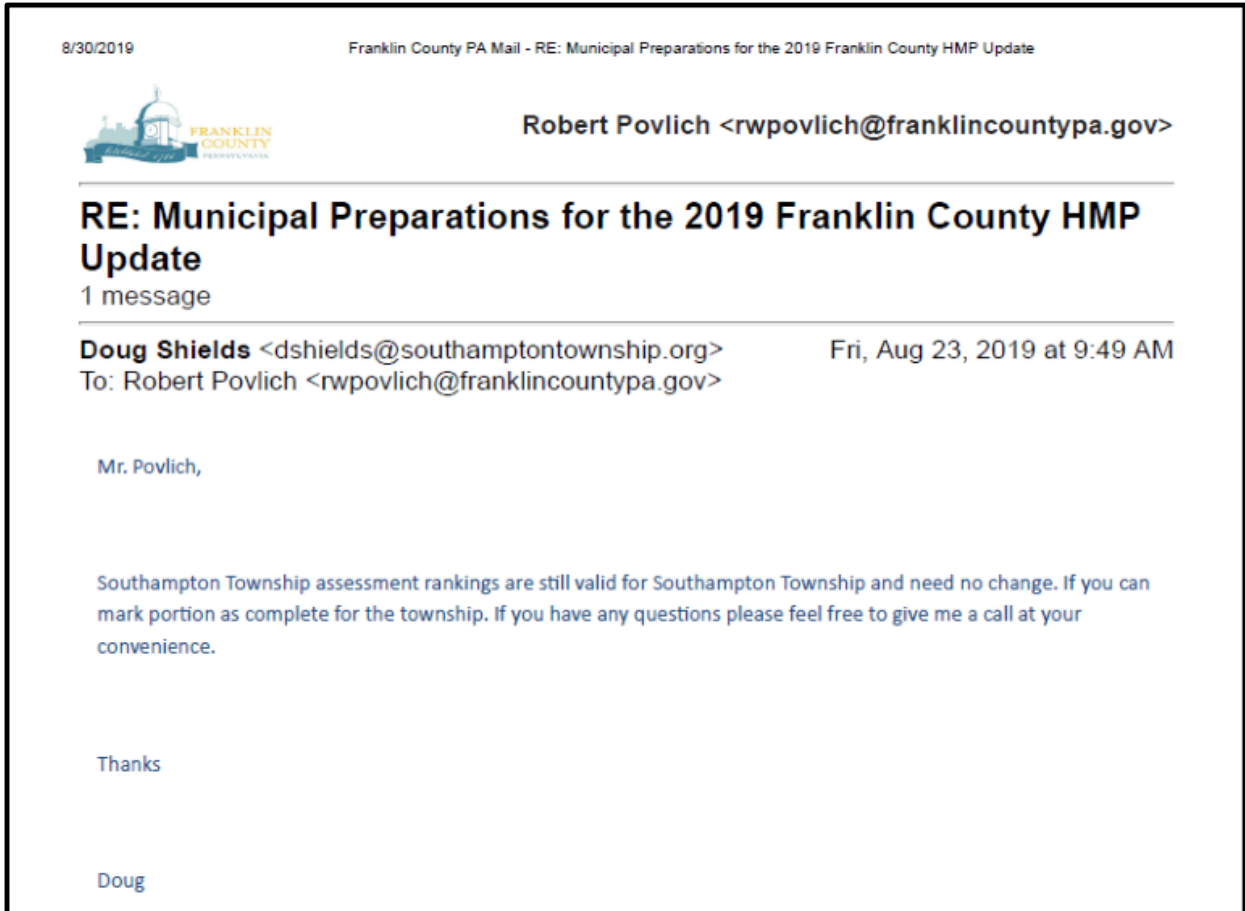 8/30/2019 Franklin County PA Mail - RE: Municipal Preparations for the 2019 Franklin County HMP Update
FRANKLIN
COUNTY
PENNSYLVANIA
Established 1784
Robert Povlich <rwpovlich@franklincountypa.gov>
RE: Municipal Preparations for the 2019 Franklin County HMP
Update
1 message
Doug Shields <dshields@southamptontownship.org> Fri, Aug 23, 2019 at 9:49 AM
To: Robert Povlich <rwpovlich@franklincountypa.gov>
Mr. Povlich,
Southampton Township assessment rankings are still valid for Southampton Township and need no change. If you can
mark portion as complete for the township. If you have any questions please feel free to give me a call at your
convenience.
Thanks
Doug